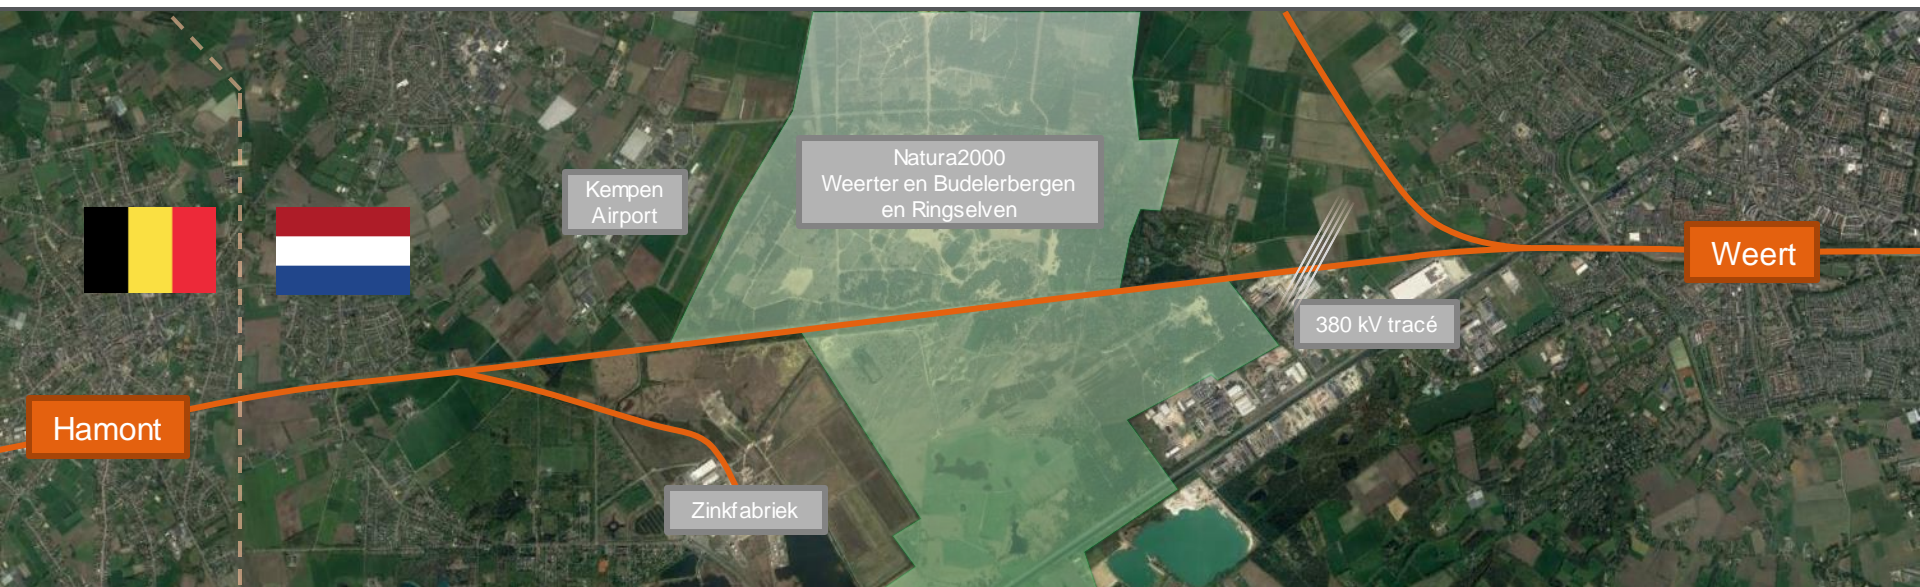 Natura2000
Weerter en Budelerbergen
en Ringselven
Kempen
Airport
Weert
380 kV tracé
Hamont
Zinkfabriek